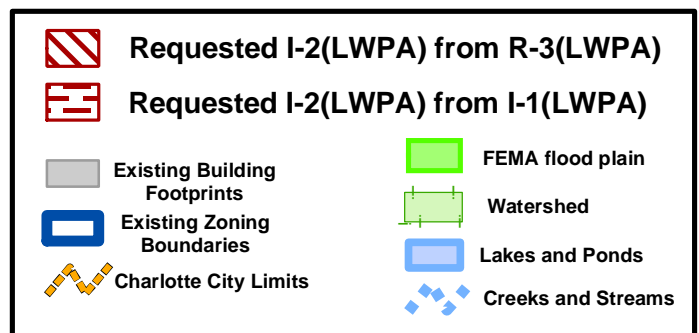 Requested I-2(LWPA) from R-3(LWPA)
Requested I-2(LWPA) from I-1(LWPA)
Existing Building
Footprints
Existing Zoning
Boundaries
Charlotte City Limits
FEMA flood plain
Watershed
Lakes and Ponds
Creeks and Streams